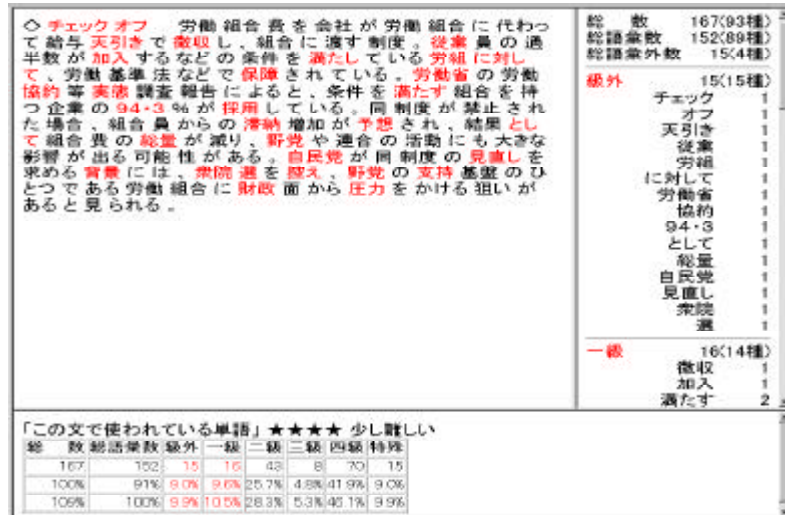 ◇ チェック オフ 労働 組合 費 を 会社 が 労働 組合 に 代わっ
て 給与 天引き で 徴収 し 、組合 に 渡す 制度 。従業 員 の 過
半数 が 加入 する など の 条件 を 満たし て いる 労組 に対し
て 、労働 基準 法 など で 保障 さ れ て いる 。労働省 の 労働
協約 等 実態 調査 報告 に よる と 、条件 を 満たす 組合 を 持
つ 企業 の 94・3 % が 採用 し て いる 。同 制度 が 禁止 さ れ
た 場合 、組合 員 から の 滞納 増加 が 予想 さ れ 、結果 とし
て 組合 費 の 総量 が 減り 、野党 や 連合 の 活動 に も 大きな
影響 が 出る 可能 性 が ある 。自民党 が 同 制度 の 見直し を
求める 背景 に は 、衆院 選 を 控え 、野党 の 支持 基盤 の ひ
とつ で ある 労働 組合 に 財政 面 から 圧力 を かける 狙い が
ある と 見 られる 。
総 数 167(93種)
総語彙数 152(89種)
総語彙外数 15(4種)
級外 15(15種)
チェック 1
オフ 1
天引き 1
従業 1
労組 1
に対して 1
労働省 1
協約 1
94・3 1
として 1
総量 1
自民党 1
見直し 1
衆院 1
選 1
一級 16(14種)
徴収 1
加入 1
満たす 2
「この文で使われている単語」★★★★ 少し難しい
総 数 総語彙数 級外 一級 二級 三級 四級 特殊
167 152 15 16 43 8 70 15
100% 91% 9.0% 9.6% 25.7% 4.8% 41.9% 9.0%
109% 100% 9.9% 10.5% 28.3% 5.3% 46.1% 9.9%